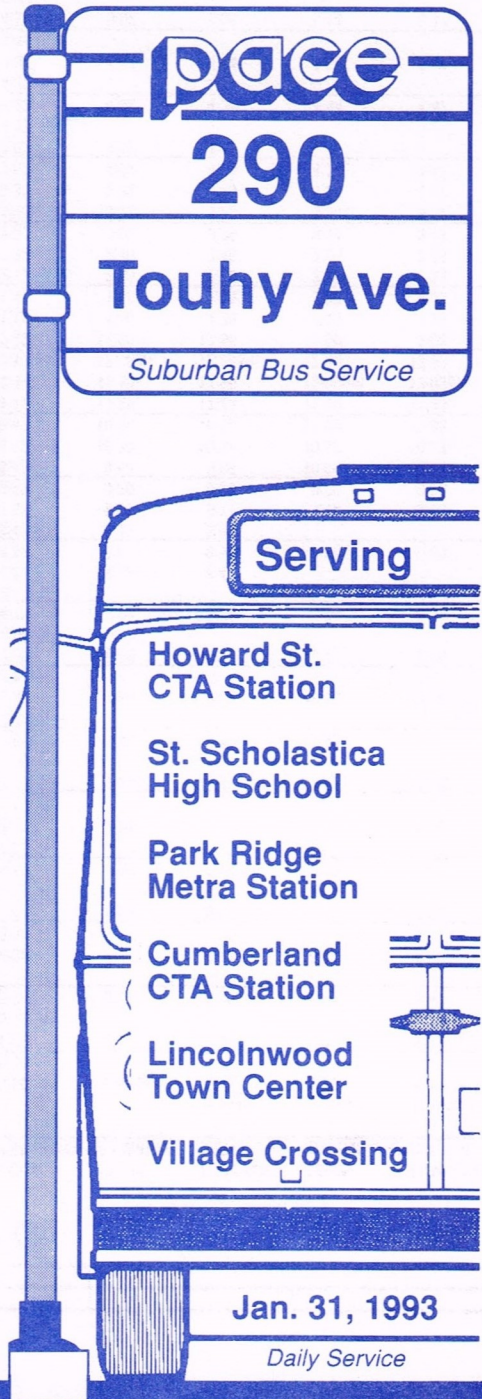 pace
290
Touhy Ave.
Suburban Bus Service
Serving
Howard St.
CTA Station
St. Scholastica
High School
Park Ridge
Metra Station
Cumberland
CTA Station
Lincolnwood
Town Center
Village Crossing
Jan. 31, 1993
Daily Service